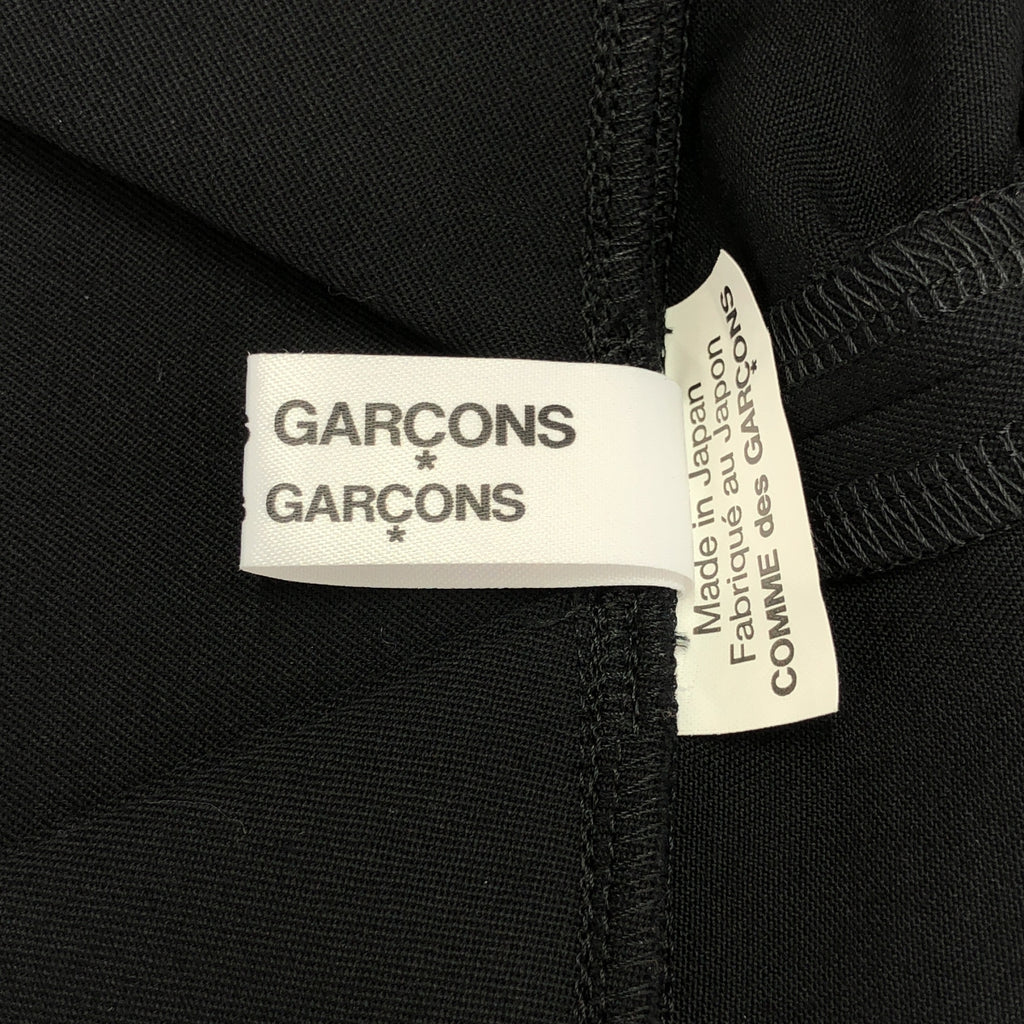 GARÇONS
*
GARÇONS
*
Made in Japan
Fabriqué au Japon
COMME des GARÇONS